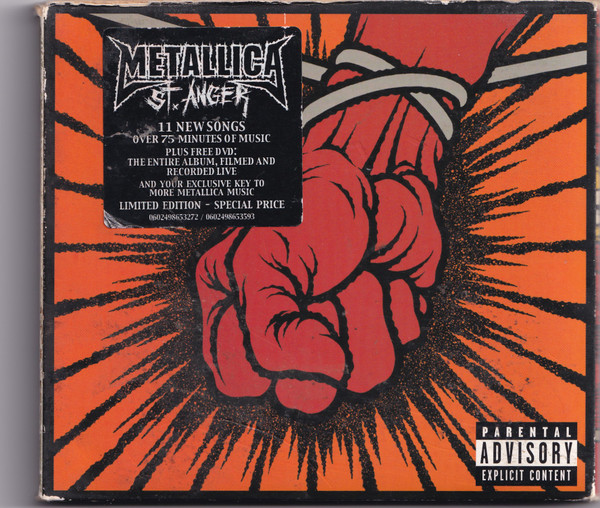 METALLICA
ST. ANGER
11 NEW SONGS
OVER 75 MINUTES OF MUSIC
PLUS FREE DVD:
THE ENTIRE ALBUM, FILMED AND
RECORDED LIVE
AND YOUR EXCLUSIVE KEY TO
MORE METALLICA MUSIC
LIMITED EDITION - SPECIAL PRICE
0602498653272 / 0602498653593
PARENTAL
ADVISORY
EXPLICIT CONTENT